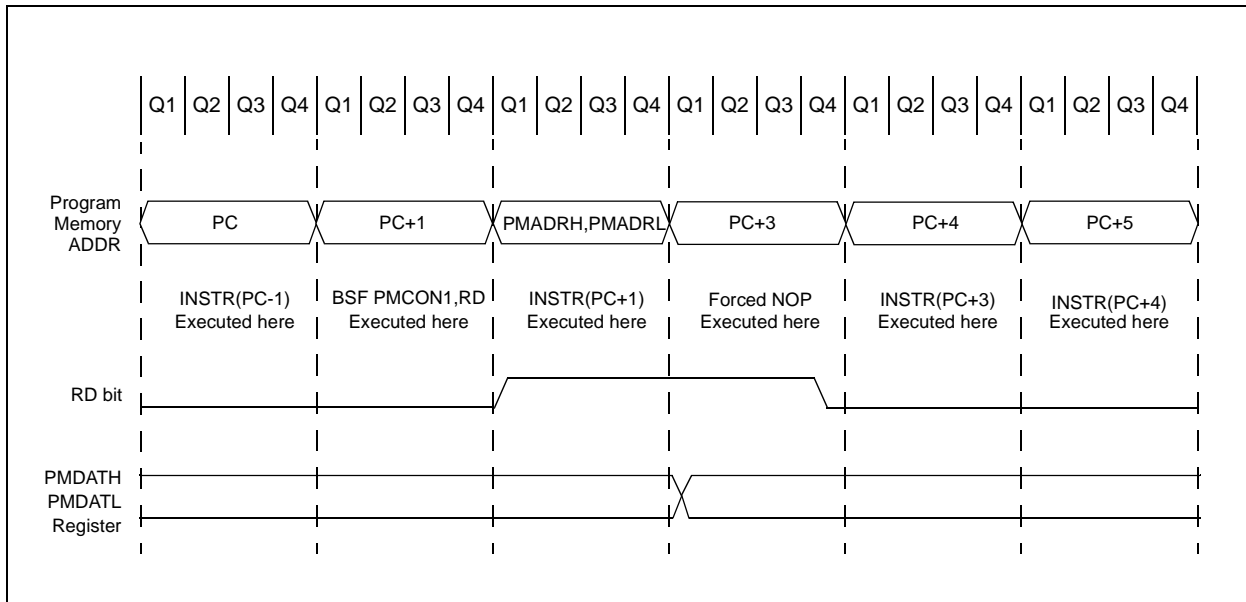 Q1 Q2 Q3 Q4 Q1 Q2 Q3 Q4 Q1 Q2 Q3 Q4 Q1 Q2 Q3 Q4 Q1 Q2 Q3 Q4 Q1 Q2 Q3 Q4
Program
Memory
ADDR
PC
PC+1
PMADRH,PMADRL
PC+3
PC+4
PC+5
INSTR(PC-1)
Executed here
BSF PMCON1,RD
Executed here
INSTR(PC+1)
Executed here
Forced NOP
Executed here
INSTR(PC+3)
Executed here
INSTR(PC+4)
Executed here
RD bit
PMDATH
PMDATL
Register